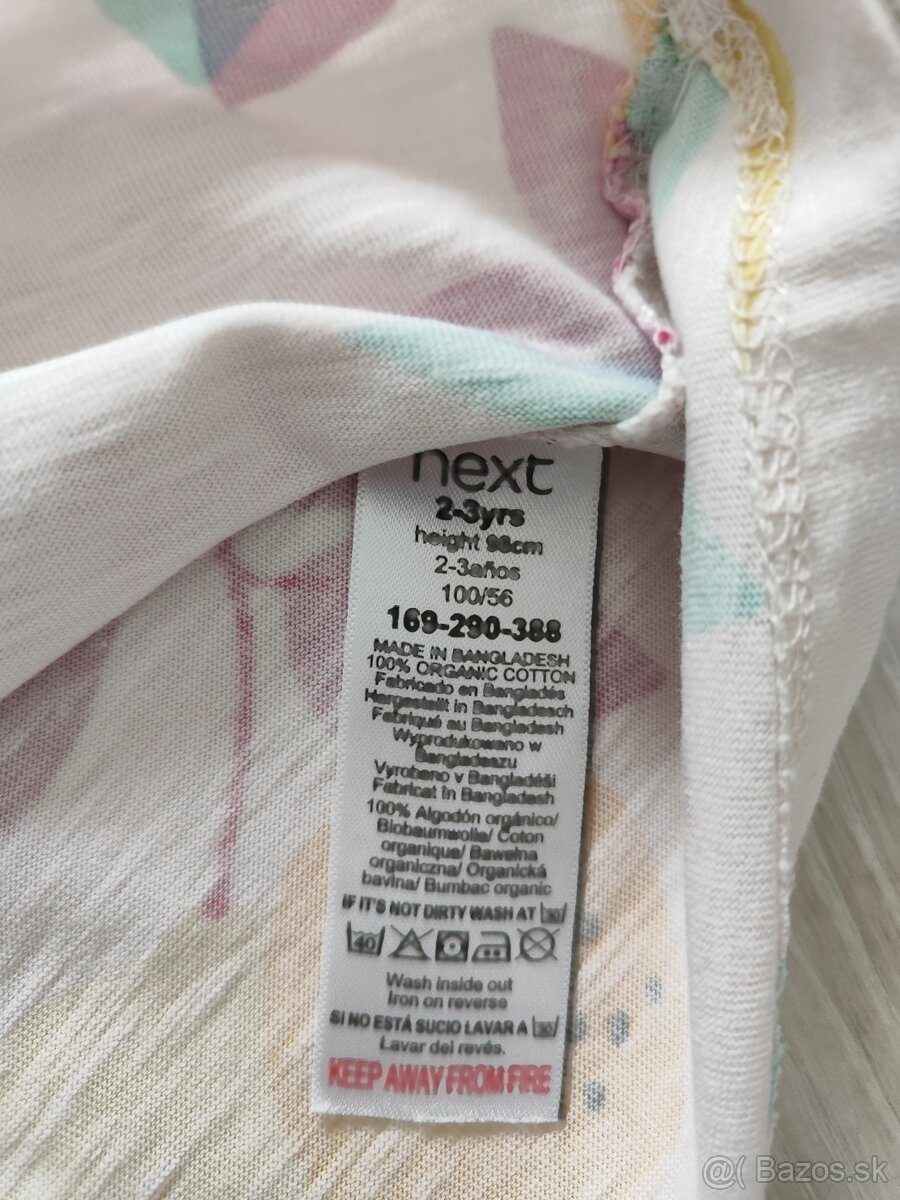 next
2-3yrs
height 98cm
2-3años
100/56
169-290-388
MADE IN BANGLADESH
100% ORGANIC COTTON
Fabricado en Bangladés
Hergestellt in Bangladesch
Fabriqué au Bangladesh
Wyprodukowano w
Bangladeszu
Vyrobeno v Bangladéši
Fabricat în Bangladesh
100% Algodón orgánico/
Biobaumwolle/ Coton
organique/ Bawełna
organiczna/ Organická
bavlna/ Bumbac organic
IF IT'S NOT DIRTY WASH AT 30
40
Wash inside out
Iron on reverse
SI NO ESTÁ SUCIO LAVAR A 30
Lavar del revés.
KEEP AWAY FROM FIRE
@( Bazos.sk